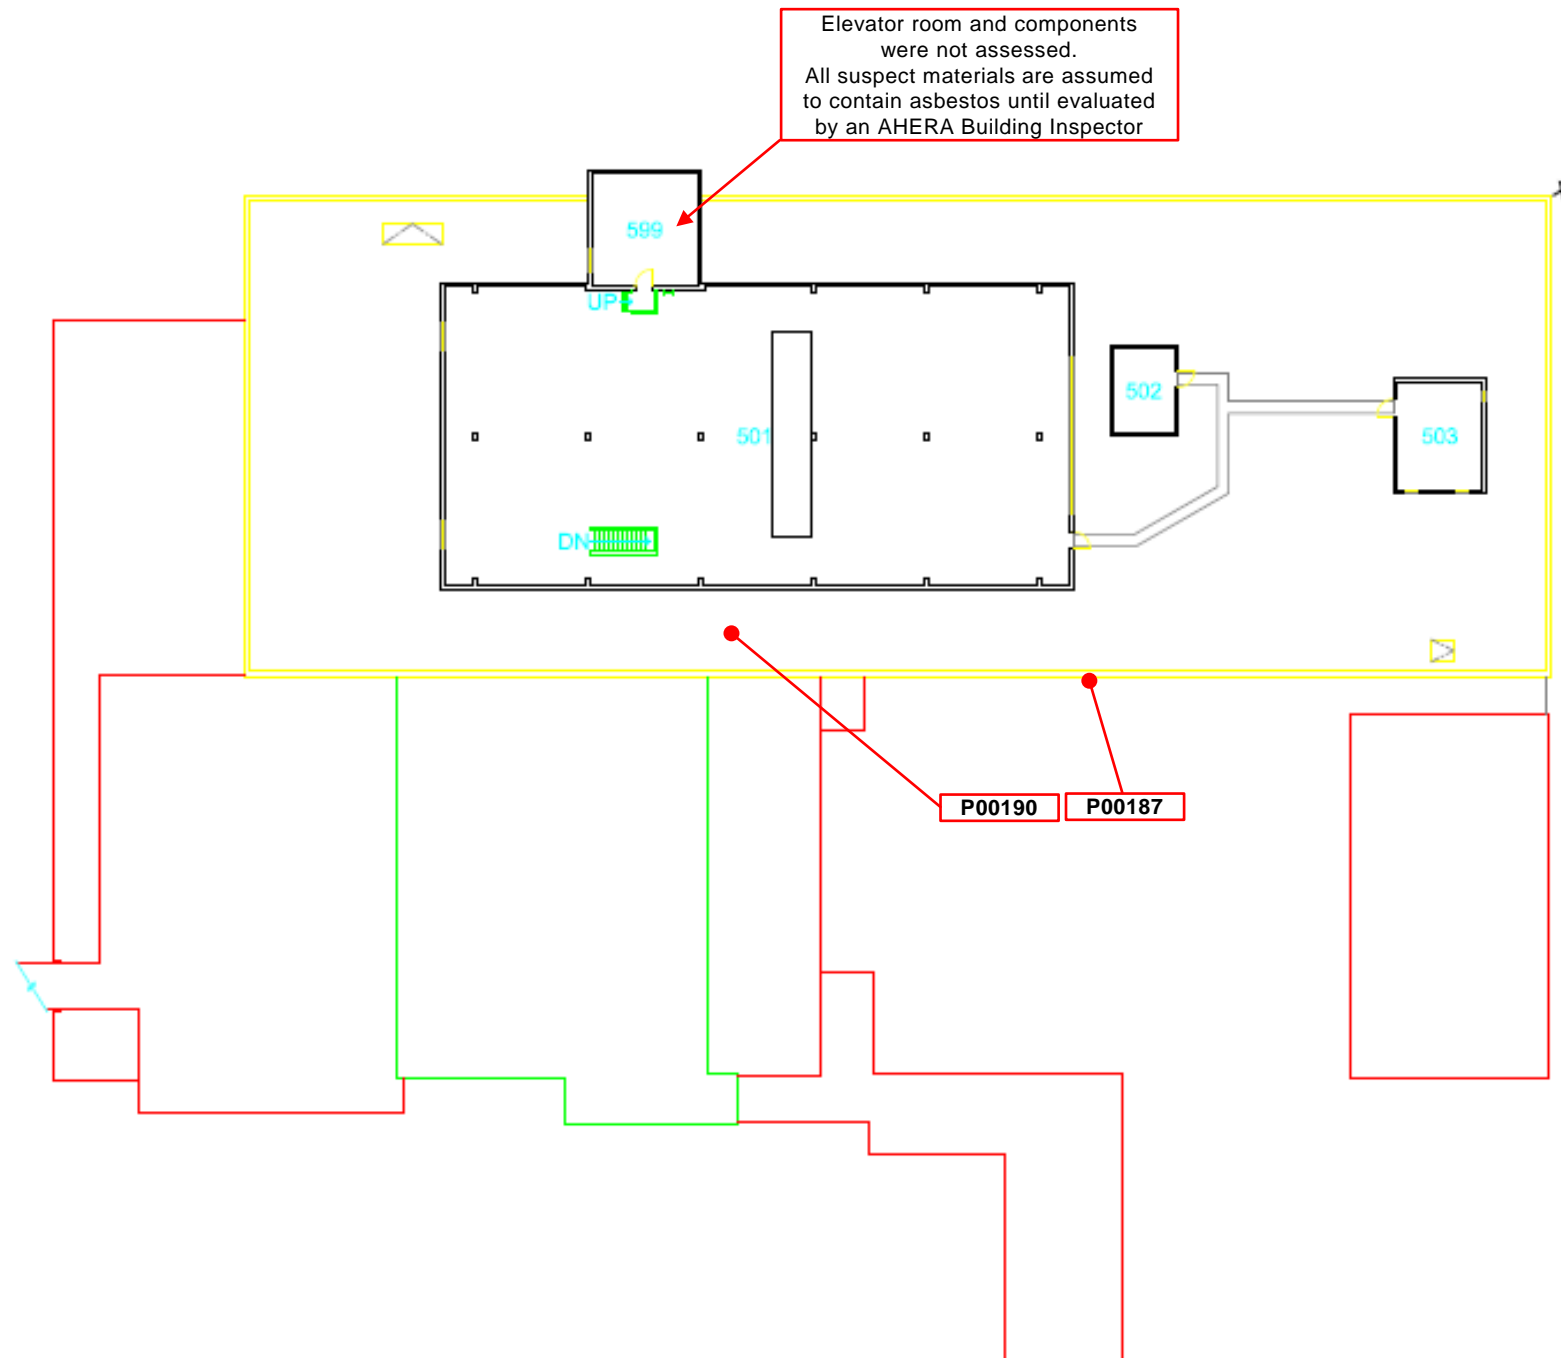 Elevator room and components
were not assessed.
All suspect materials are assumed
to contain asbestos until evaluated
by an AHERA Building Inspector
599
UP
502
501
503
DN
P00190
P00187